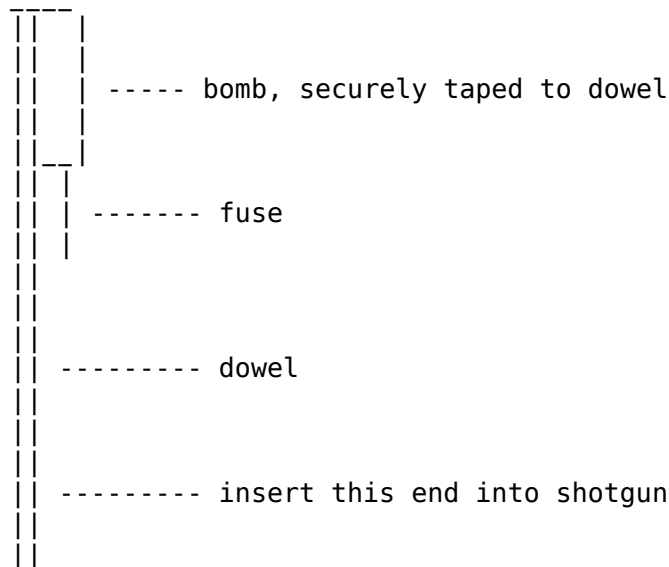 ----- bomb, securely taped to dowel
------- fuse
--------- dowel
--------- insert this end into shotgun